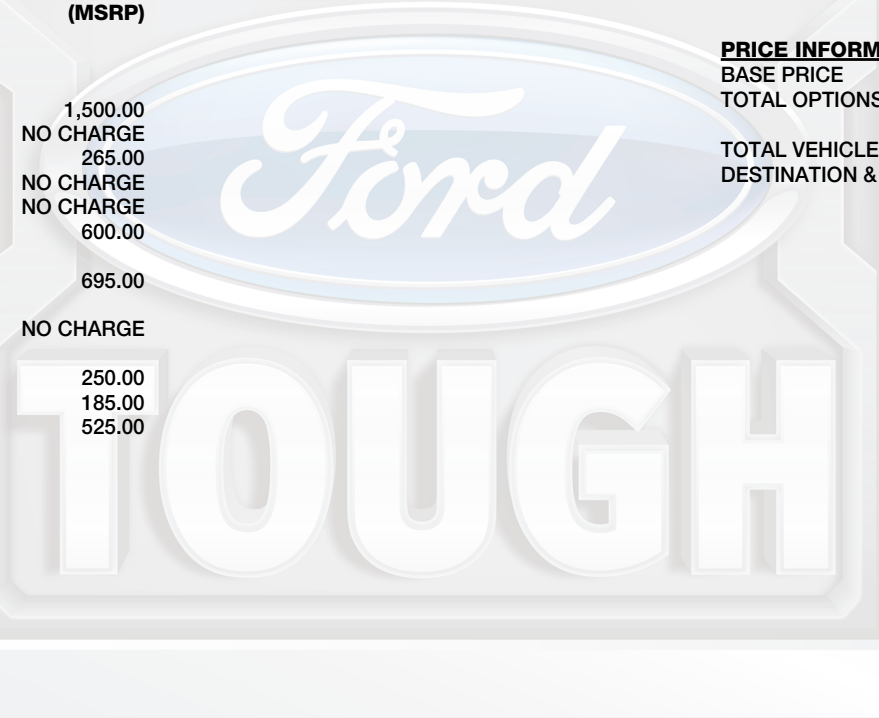 (MSRP)
1,500.00
NO CHARGE
265.00
NO CHARGE
NO CHARGE
600.00
695.00
NO CHARGE
250.00
185.00
525.00
PRICE INFORM
BASE PRICE
TOTAL OPTIONS
TOTAL VEHICLE
DESTINATION &
Ford
TOUGH